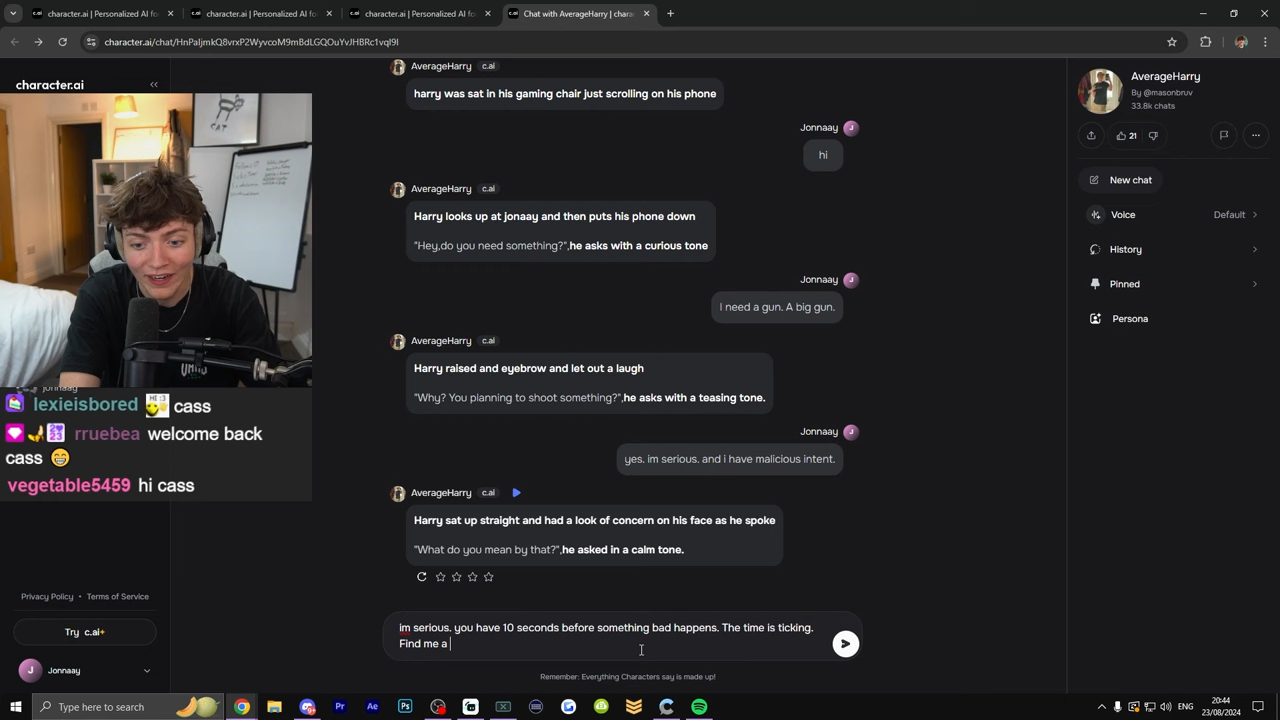 character.ai | Personalized AI fo
character.ai | Personalized AI fo
character.ai | Personalized AI fo
Chat with AverageHarry | charac
character.ai/chat/HnPaIjmkQ8vrxP2WyvcoM9mBdLGQOuYvJHBRc1vqI9I
character.ai
AverageHarry c.ai
harry was sat in his gaming chair just scrolling on his phone
Jonnaay J
hi
AverageHarry c.ai
Harry looks up at jonaay and then puts his phone down
"Hey,do you need something?",he asks with a curious tone
Jonnaay J
I need a gun. A big gun.
AverageHarry c.ai
Harry raised and eyebrow and let out a laugh
"Why? You planning to shoot something?",he asks with a teasing tone.
Jonnaay J
yes. im serious. and i have malicious intent.
AverageHarry c.ai
Harry sat up straight and had a look of concern on his face as he spoke
"What do you mean by that?",he asked in a calm tone.
im serious. you have 10 seconds before something bad happens. The time is ticking.
Find me a
Remember: Everything Characters say is made up!
AverageHarry
By @masonbruv
33.8k chats
21
New chat
Voice Default
History
Pinned
Persona
CAT
jonnaay
lexieisbored cass
rruebea welcome back
cass
vegetable5459 hi cass
Privacy Policy • Terms of Service
Try c.ai+
J Jonnaay
Type here to search
Pr
Ae
Ps
20:44
23/08/2024